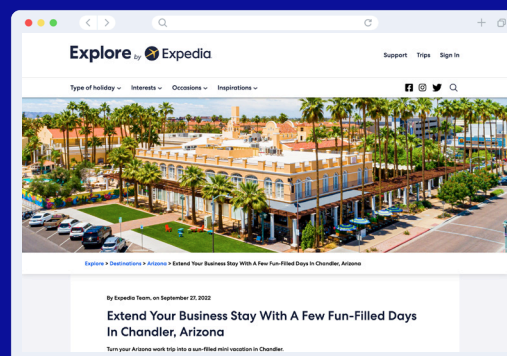 Explore by Expedia
Support Trips Sign In
Type of holiday Interests Occasions Inspirations
Explore > Destinations > Arizona > Extend Your Business Stay With A Few Fun-Filled Days In Chandler, Arizona
By Expedia Team, on September 27, 2022
Extend Your Business Stay With A Few Fun-Filled Days
In Chandler, Arizona
Turn your Arizona work trip into a sun-filled mini vacation in Chandler.